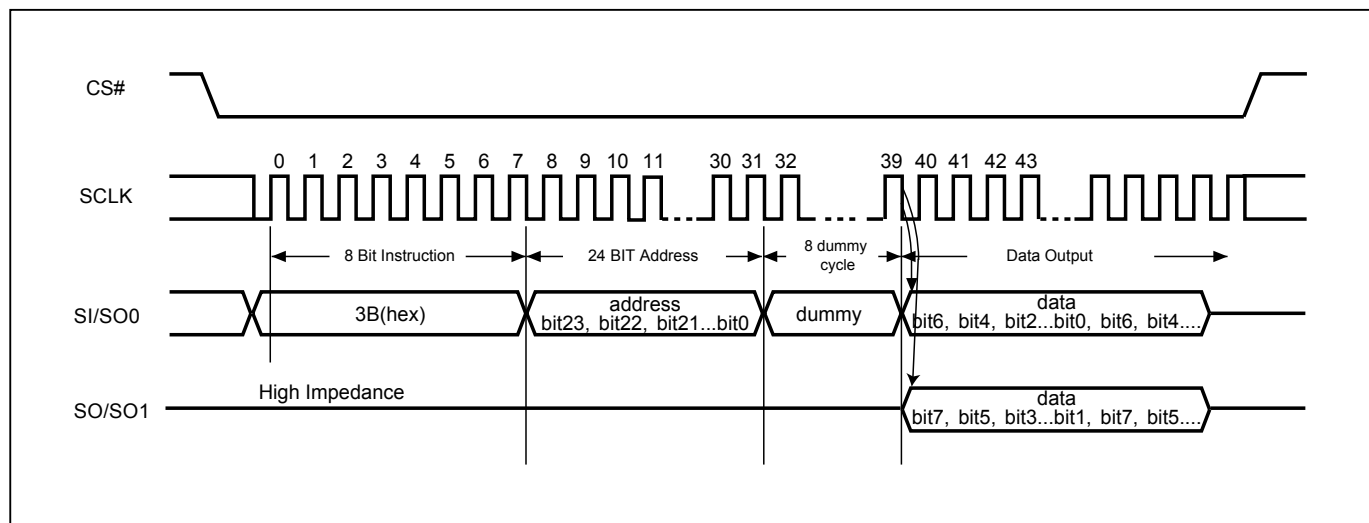 CS#
0 1 2 3 4 5 6 7 8 9 10 11 30 31 32 39 40 41 42 43
SCLK
8 Bit Instruction
24 BIT Address
8 dummy
cycle
Data Output
SI/SO0
3B(hex)
address
bit23, bit22, bit21...bit0
dummy
data
bit6, bit4, bit2...bit0, bit6, bit4....
High Impedance
SO/SO1
data
bit7, bit5, bit3...bit1, bit7, bit5....